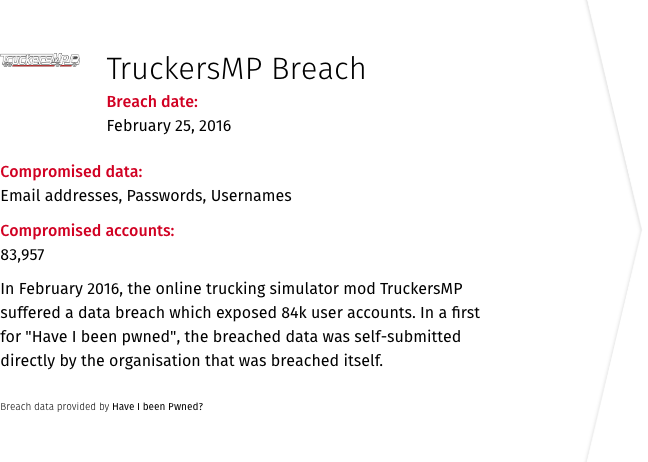 TruckersMP
TruckersMP Breach
Breach date:
February 25, 2016
Compromised data:
Email addresses, Passwords, Usernames
Compromised accounts:
83,957
In February 2016, the online trucking simulator mod TruckersMP
suffered a data breach which exposed 84k user accounts. In a first
for "Have I been pwned", the breached data was self-submitted
directly by the organisation that was breached itself.
Breach data provided by Have I been Pwned?